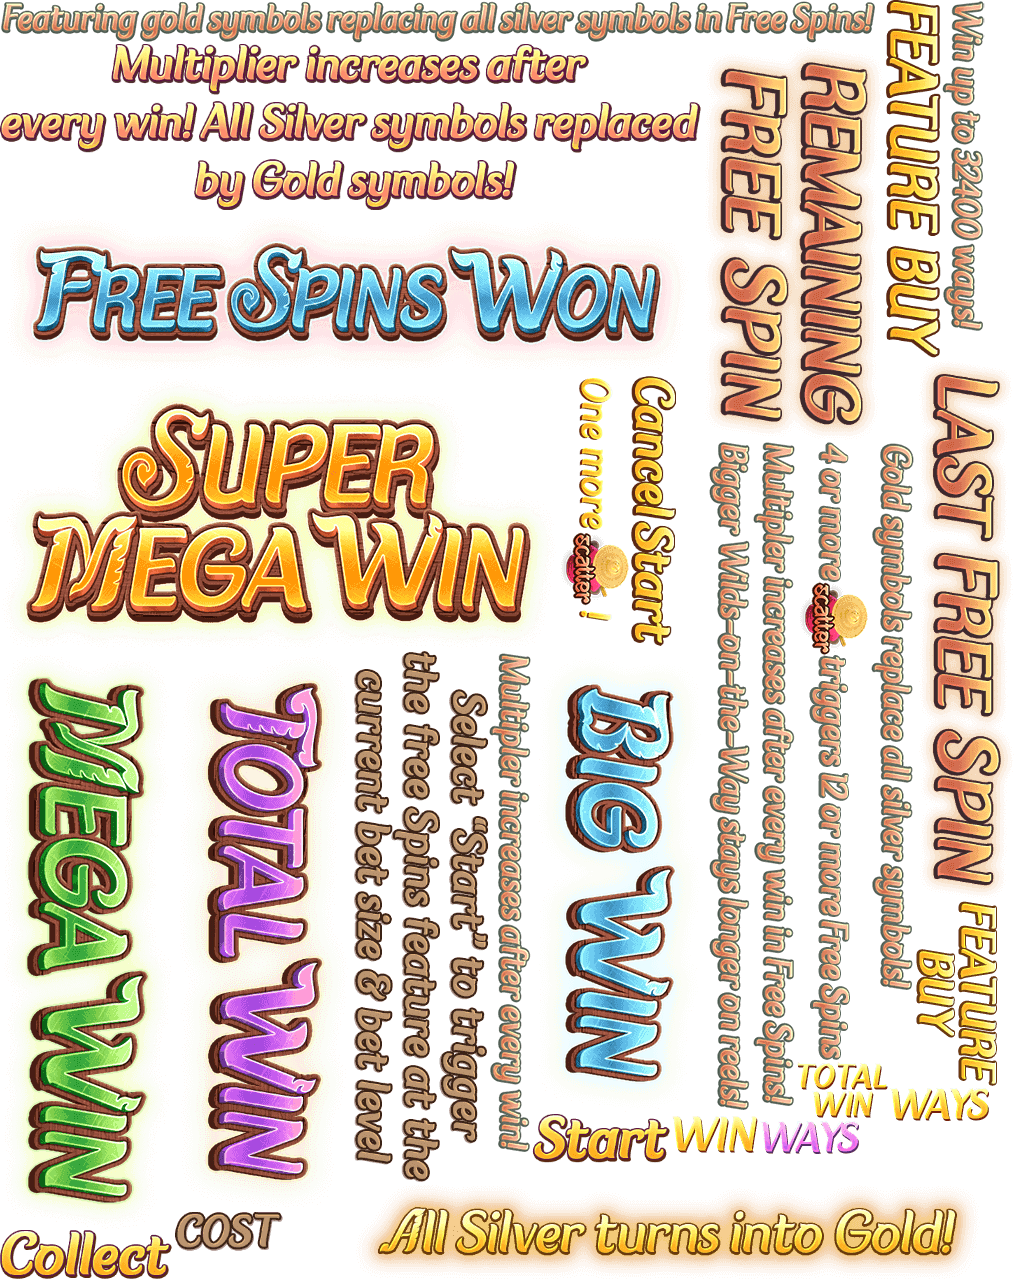 Featuring gold symbols replacing all silver symbols in Free Spins!
Multiplier increases after
every win! All Silver symbols replaced
by Gold symbols!
FREE SPINS WON
SUPER
MEGA WIN
Win up to 32400 ways!
FEATURE BUY
REMAINING
FREE SPIN
Cancel Start
One more scatter !
LAST FREE SPIN
Gold symbols replace all silver symbols!
4 or more scatter triggers 12 or more Free Spins
Multipler increases after every win in Free Spins!
Bigger Wilds-on-the-Way stays longer on reels!
MEGA WIN
TOTAL WIN
Multipler increases after every win!
Select "Start" to trigger
the free Spins feature at the
current bet size & bet level
BIG WIN
FEATURE
BUY
TOTAL
WIN
WAYS
Start
WIN
WAYS
Collect
COST
All Silver turns into Gold!